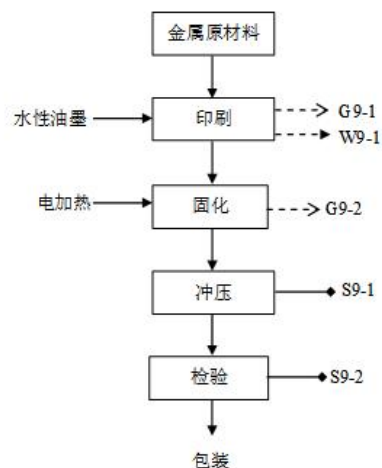 金属原材料
水性油墨
印刷
G9-1
W9-1
电加热
固化
G9-2
冲压
S9-1
检验
S9-2
包装